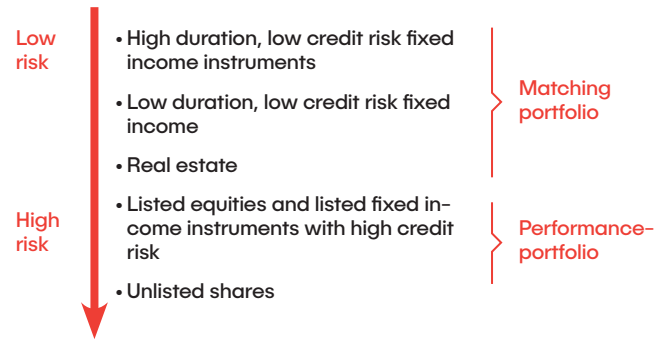 Low
risk
• High duration, low credit risk fixed
income instruments
• Low duration, low credit risk fixed
income
• Real estate
Matching
portfolio
High
risk
• Listed equities and listed fixed in-
come instruments with high credit
risk
• Unlisted shares
Performance-
portfolio